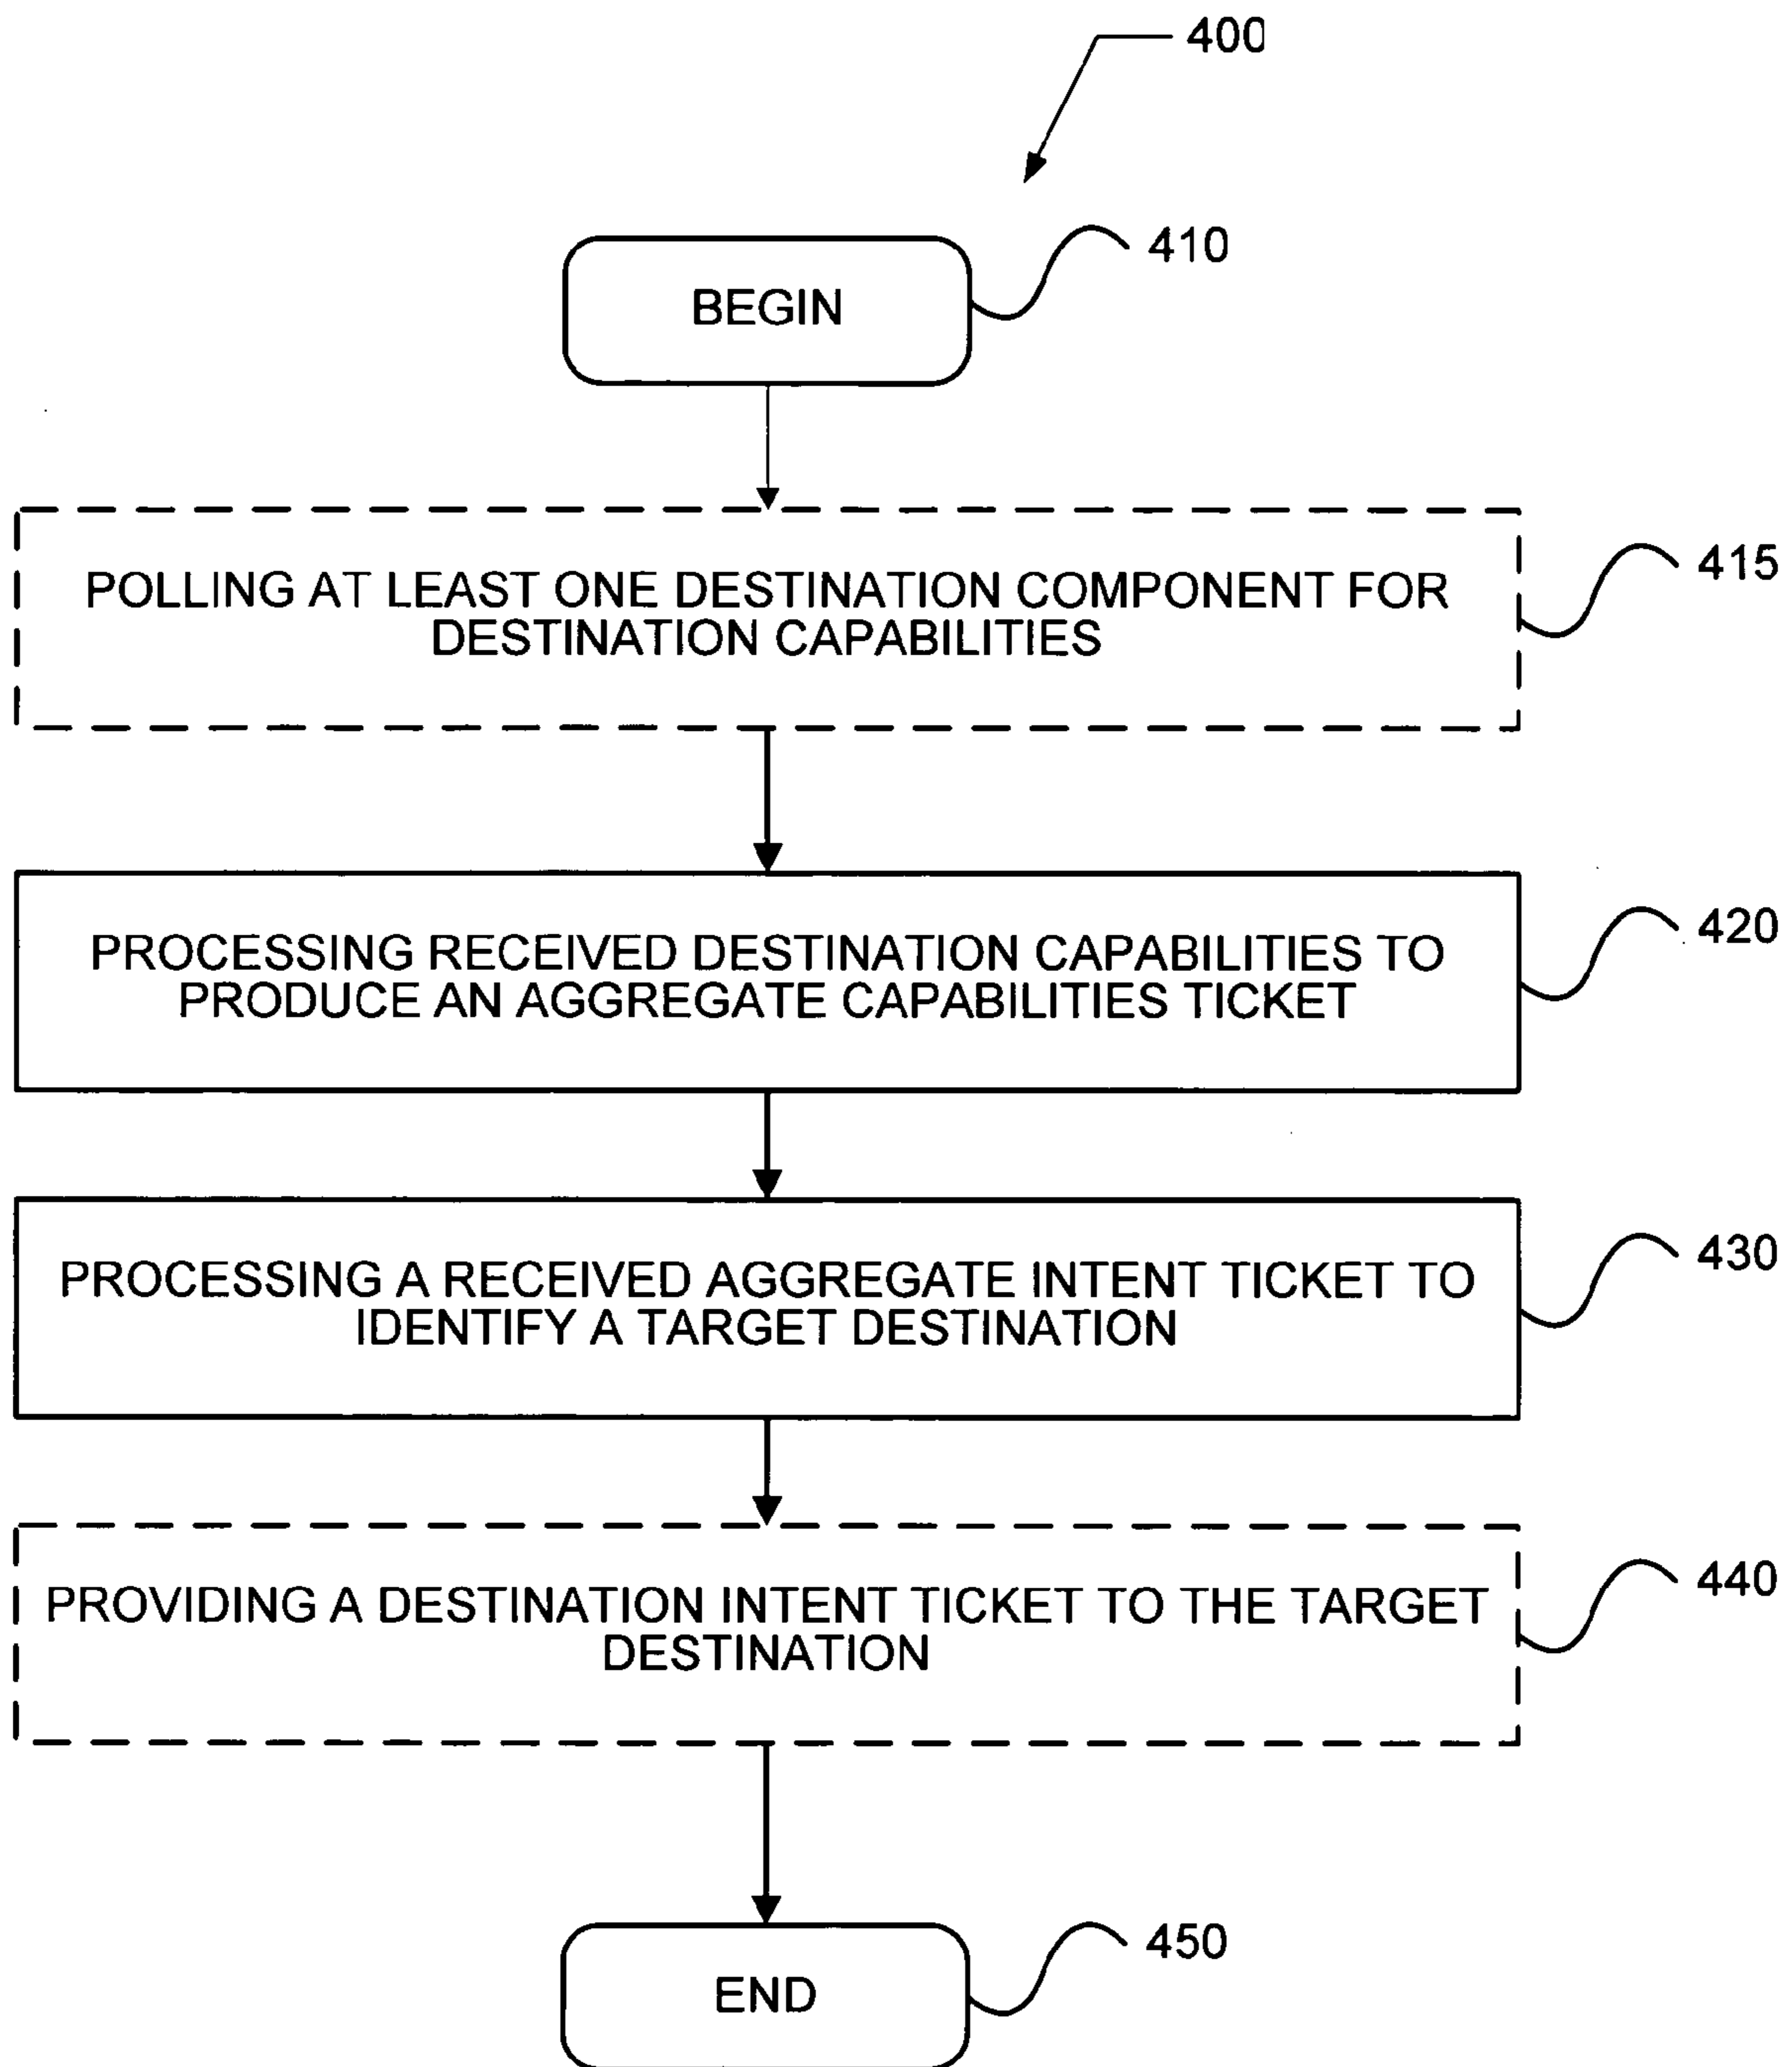 400
BEGIN
410
POLLING AT LEAST ONE DESTINATION COMPONENT FOR
DESTINATION CAPABILITIES
415
PROCESSING RECEIVED DESTINATION CAPABILITIES TO
PRODUCE AN AGGREGATE CAPABILITIES TICKET
420
PROCESSING A RECEIVED AGGREGATE INTENT TICKET TO
IDENTIFY A TARGET DESTINATION
430
PROVIDING A DESTINATION INTENT TICKET TO THE TARGET
DESTINATION
440
END
450